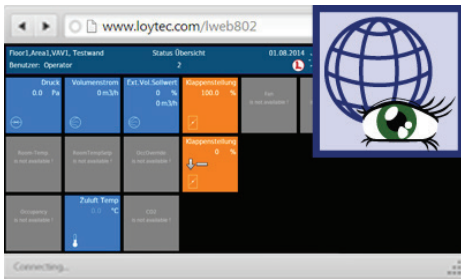 www.loytec.com/lweb802
Floor1,Area1,VAV1, Testwand Status Übersicht 01.08.2014
Benutzer: Operator 2 L
Druck Volumenstrom Ext.Vol.Sollwert Klappenstellung
0.0 Pa 0 m3/h 0 % 100.0 %
0 m3/h
Fan
is not available !
Room Temp
is not available !
is not available !
is not available !
Klappenstellung
0 %
Occupancy
is not available !
Zuluft Temp
0.0 °C
CO2
is not available !
Connecting...